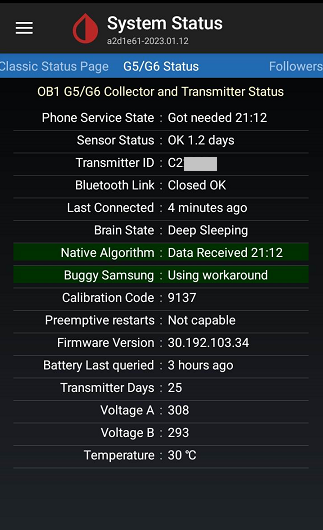 System Status
a2d1e61-2023.01.12
Classic Status Page G5/G6 Status Followers
OB1 G5/G6 Collector and Transmitter Status
Phone Service State : Got needed 21:12
Sensor Status : OK 1.2 days
Transmitter ID : C2
Bluetooth Link : Closed OK
Last Connected : 4 minutes ago
Brain State : Deep Sleeping
Native Algorithm : Data Received 21:12
Buggy Samsung : Using workaround
Calibration Code : 9137
Preemptive restarts : Not capable
Firmware Version : 30.192.103.34
Battery Last queried : 3 hours ago
Transmitter Days : 25
Voltage A : 308
Voltage B : 293
Temperature : 30 ℃